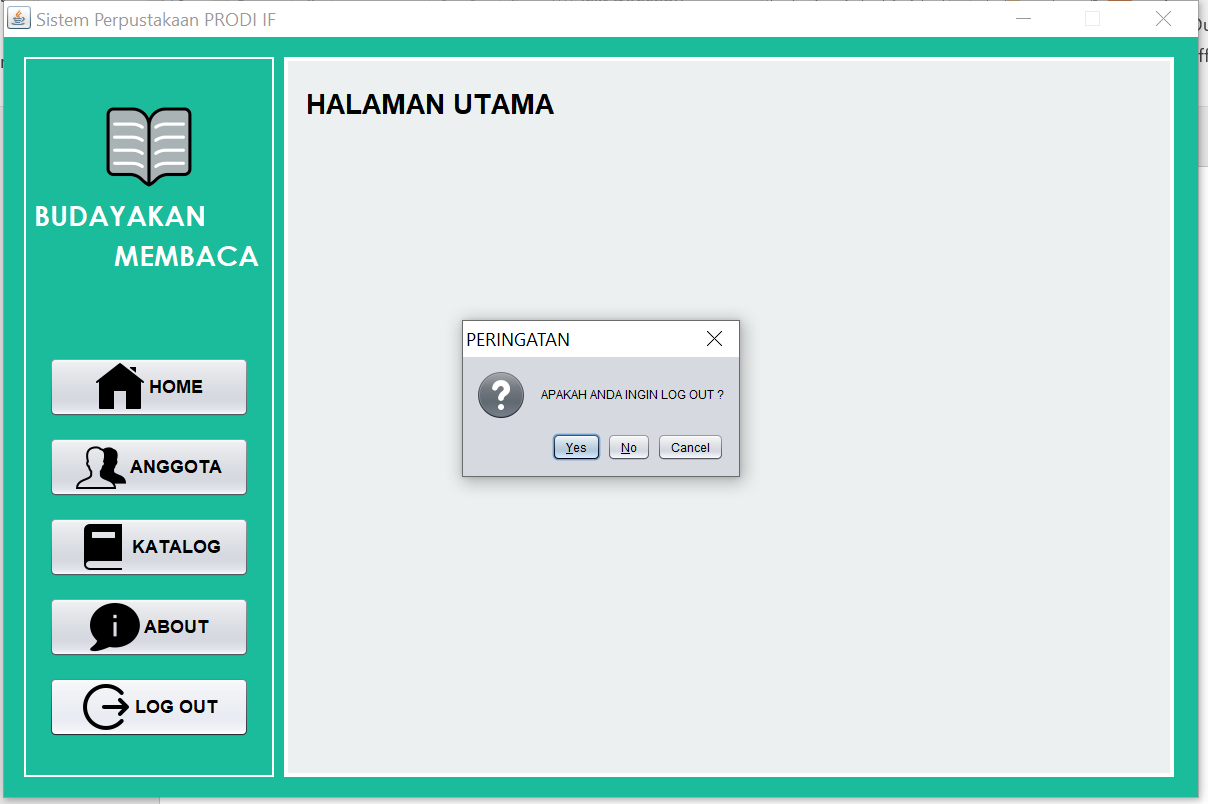 Sistem Perpustakaan PRODI IF
BUDAYAKAN
MEMBACA
HOME
ANGGOTA
KATALOG
i ABOUT
LOG OUT
HALAMAN UTAMA
PERINGATAN
? APAKAH ANDA INGIN LOG OUT ?
Yes No Cancel